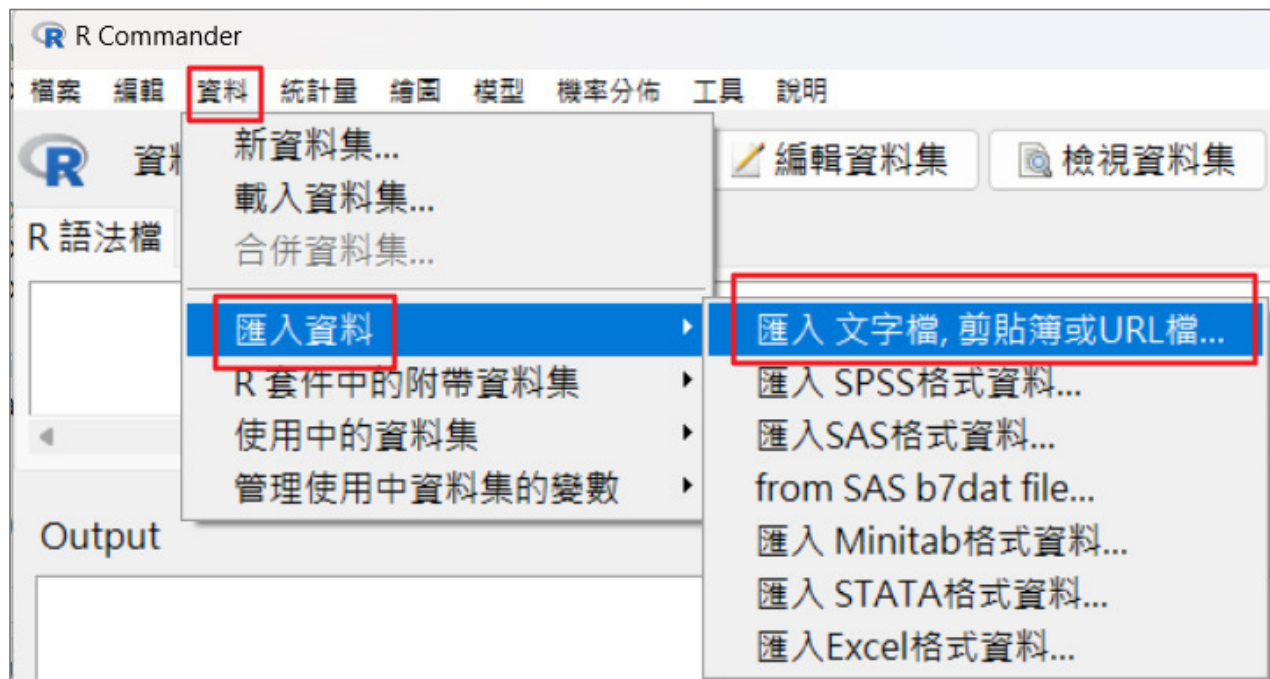 R Commander
檔案 編輯 資料 統計量 繪圖 模型 機率分佈 工具 說明
R 資料
編輯資料集 檢視資料集
新資料集...
載入資料集...
合併資料集...
R 語法檔
匯入資料
R 套件中的附帶資料集
使用中的資料集
管理使用中資料集的變數
匯入 文字檔, 剪貼簿或URL檔...
匯入 SPSS格式資料...
匯入SAS格式資料...
from SAS b7dat file...
匯入 Minitab格式資料...
匯入 STATA格式資料...
匯入Excel格式資料...
Output